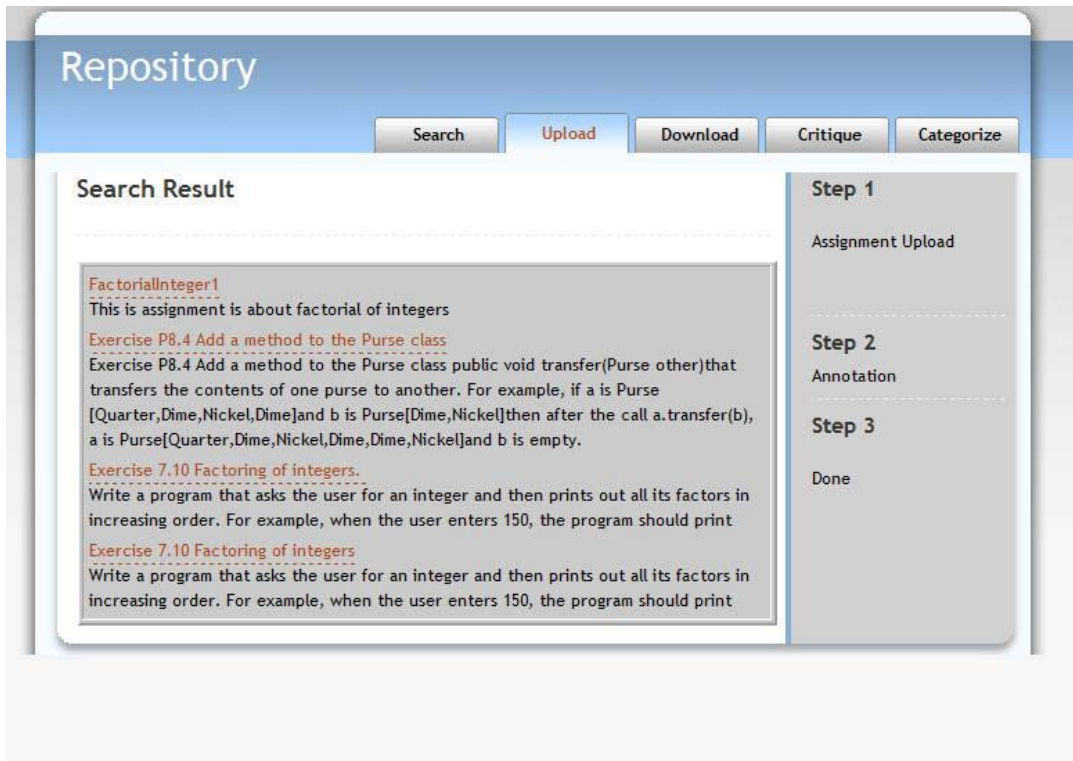 Repository
Search Upload Download Critique Categorize
Search Result
FactorialInteger1
This is assignment is about factorial of integers
Exercise P8.4 Add a method to the Purse class
Exercise P8.4 Add a method to the Purse class public void transfer(Purse other)that
transfers the contents of one purse to another. For example, if a is Purse
[Quarter,Dime,Nickel,Dime]and b is Purse[Dime,Nickel]then after the call a.transfer(b),
a is Purse[Quarter,Dime,Nickel,Dime,Dime,Nickel]and b is empty.
Exercise 7.10 Factoring of integers.
Write a program that asks the user for an integer and then prints out all its factors in
increasing order. For example, when the user enters 150, the program should print
Exercise 7.10 Factoring of integers
Write a program that asks the user for an integer and then prints out all its factors in
increasing order. For example, when the user enters 150, the program should print
Step 1
Assignment Upload
Step 2
Annotation
Step 3
Done